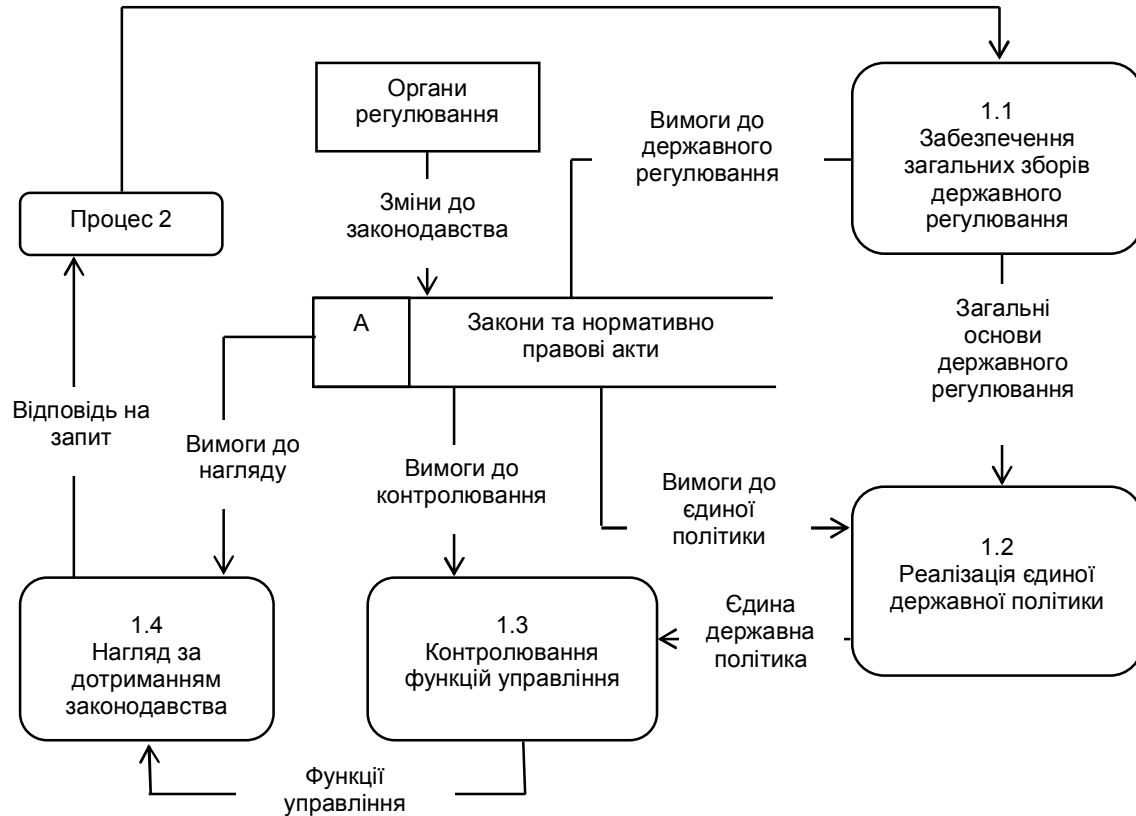 Органи
регулювання
1.1
Забезпечення
загальних зборів
державного
регулювання
Вимоги до
державного
регулювання
Процес 2
Зміни до
законодавства
А
Закони та нормативно
правові акти
Загальні
основи
державного
регулювання
Відповідь на
запит
Вимоги до
нагляду
Вимоги до
контролювання
Вимоги до
єдиної
політики
1.2
Реалізація єдиної
державної політики
1.4
Нагляд за
дотриманням
законодавства
1.3
Контролювання
функцій управління
Єдина
державна
політика
Функції
управління